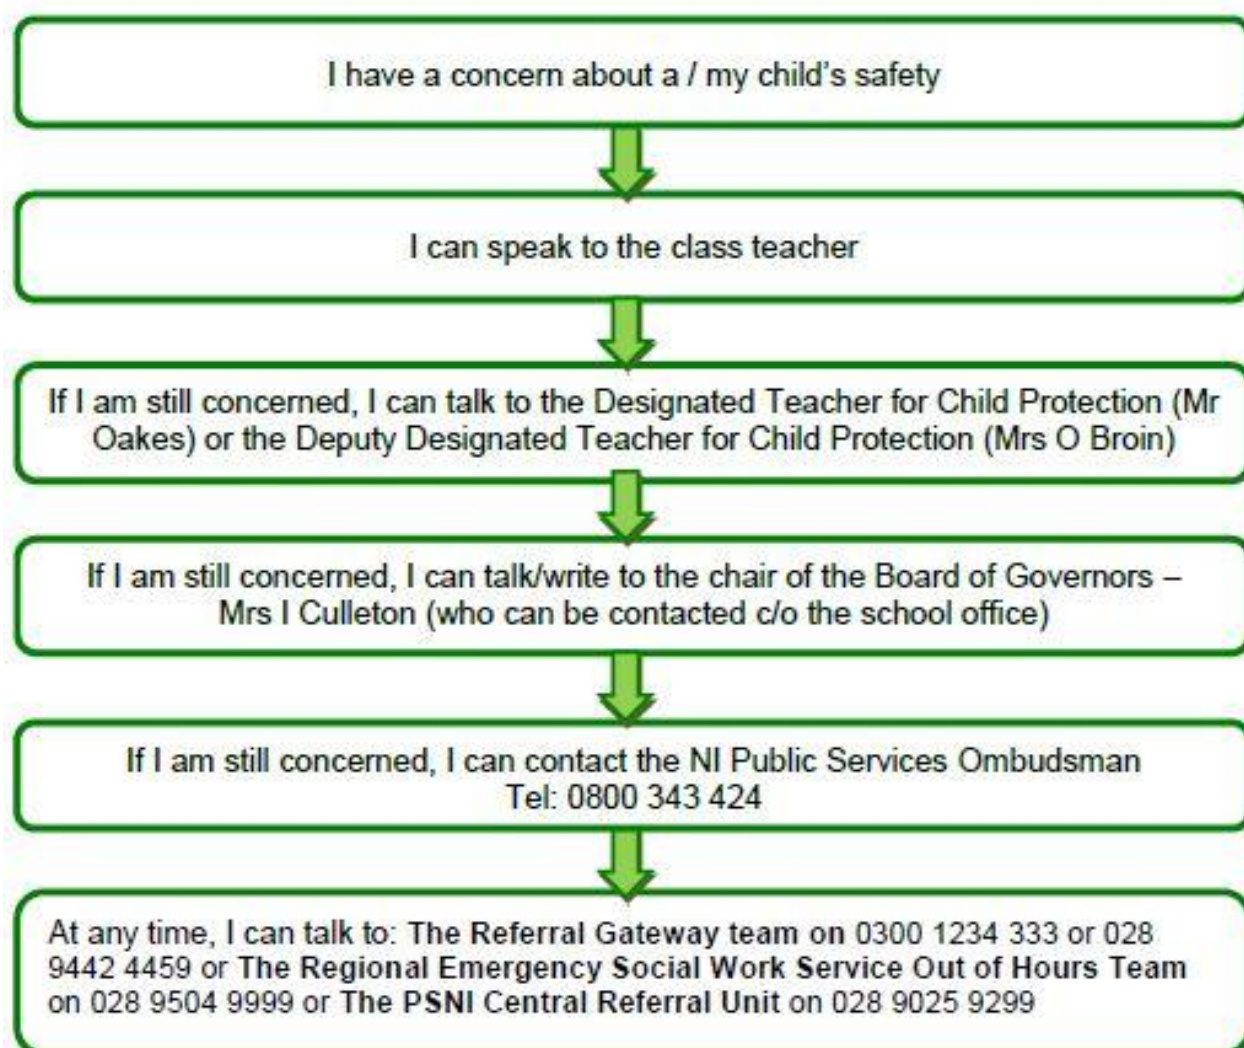 I have a concern about a / my child's safety
I can speak to the class teacher
If I am still concerned, I can talk to the Designated Teacher for Child Protection (Mr
Oakes) or the Deputy Designated Teacher for Child Protection (Mrs O Broin)
If I am still concerned, I can talk/write to the chair of the Board of Governors –
Mrs I Culleton (who can be contacted c/o the school office)
If I am still concerned, I can contact the NI Public Services Ombudsman
Tel: 0800 343 424
At any time, I can talk to: The Referral Gateway team on 0300 1234 333 or 028
9442 4459 or The Regional Emergency Social Work Service Out of Hours Team
on 028 9504 9999 or The PSNI Central Referral Unit on 028 9025 9299